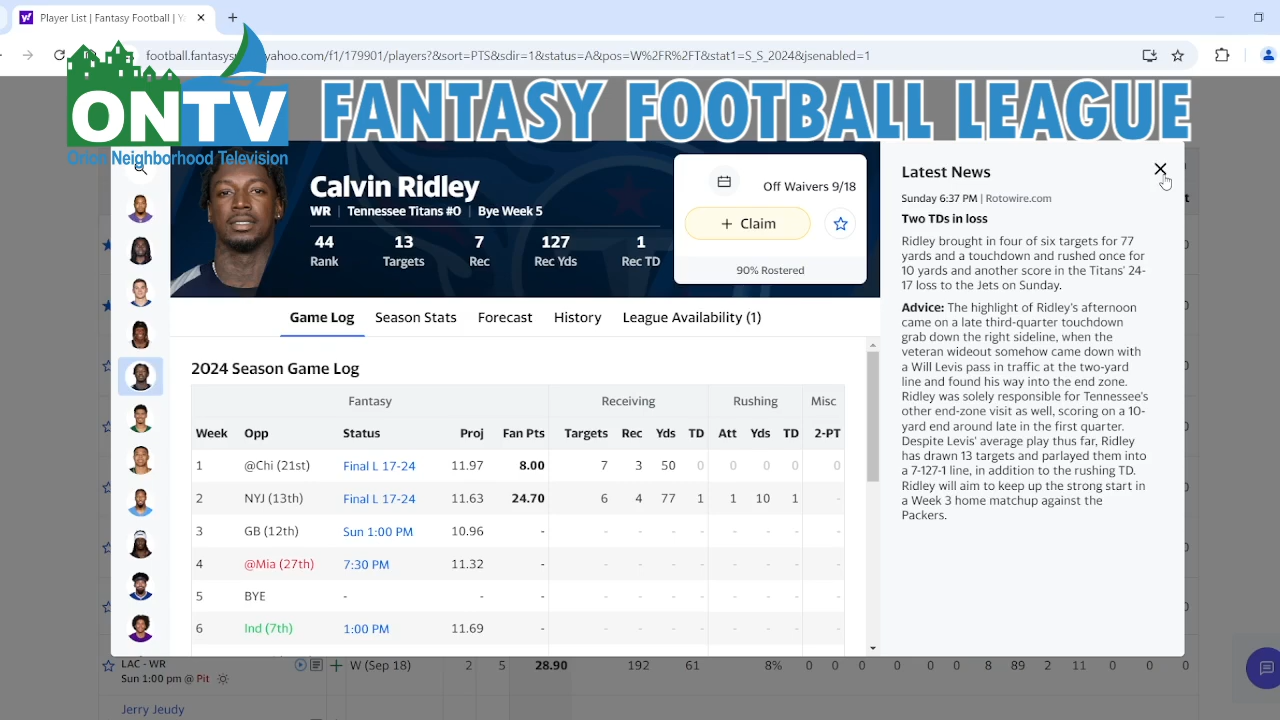 Player List | Fantasy Football | Y
football.fantasys yahoo.com/f1/179901/players?&sort=PTS&sdir=1&status=A&pos=W%2FR%2FT&stat1=S_S_2024&jsenabled=1
ONTV
Orion Neighborhood Television
FANTASY FOOTBALL LEAGUE
Calvin Ridley
WR | Tennessee Titans #0 | Bye Week 5
44 13 7 127 1
Rank Targets Rec Rec Yds Rec TD
Off Waivers 9/18
+ Claim
90% Rostered
Game Log Season Stats Forecast History League Availability (1)
2024 Season Game Log
Fantasy Receiving Rushing Misc
Week Opp Status Proj Fan Pts Targets Rec Yds TD Att Yds TD 2-PT
1 @Chi (21st) Final L 17-24 11.97 8.00 7 3 50 0 0 0 0 0
2 NYJ (13th) Final L 17-24 11.63 24.70 6 4 77 1 1 10 1 -
3 GB (12th) Sun 1:00 PM 10.96 - - - - - - - - -
4 @Mia (27th) 7:30 PM 11.32 - - - - - - - - -
5 BYE - - - - - - - - - - -
6 Ind (7th) 1:00 PM 11.69 - - - - - - - - -
Latest News
Sunday 6:37 PM | Rotowire.com
Two TDs in loss
Ridley brought in four of six targets for 77
yards and a touchdown and rushed once for
10 yards and another score in the Titans' 24-
17 loss to the Jets on Sunday.
Advice: The highlight of Ridley's afternoon
came on a late third-quarter touchdown
grab down the right sideline, when the
veteran wideout somehow came down with
a Will Levis pass in traffic at the two-yard
line and found his way into the end zone.
Ridley was solely responsible for Tennessee's
other end-zone visit as well, scoring on a 10-
yard end around late in the first quarter.
Despite Levis' average play thus far, Ridley
has drawn 13 targets and parlayed them into
a 7-127-1 line, in addition to the rushing TD.
Ridley will aim to keep up the strong start in
a Week 3 home matchup against the
Packers.
LAC - WR W (Sep 18) 2 5 28.90 192 61 8% 0 0 0 0 0 0 8 89 2 11 0 0 0
Sun 1:00 pm @ Pit
Jerry Jeudy